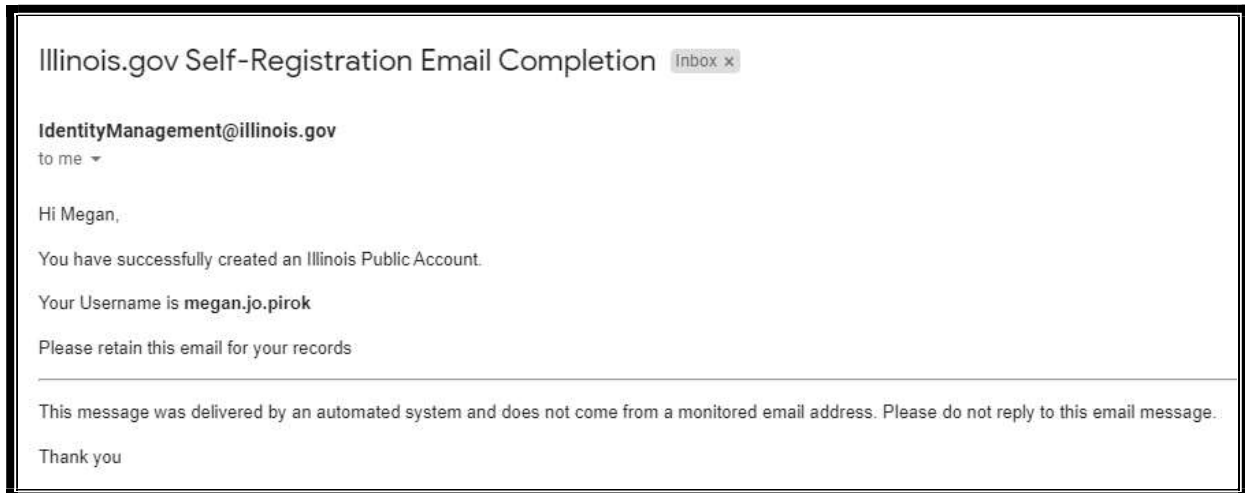 Illinois.gov Self-Registration Email Completion Inbox x
IdentityManagement@illinois.gov
to me
Hi Megan,
You have successfully created an Illinois Public Account.
Your Username is megan.jo.pirok
Please retain this email for your records
This message was delivered by an automated system and does not come from a monitored email address. Please do not reply to this email message.
Thank you